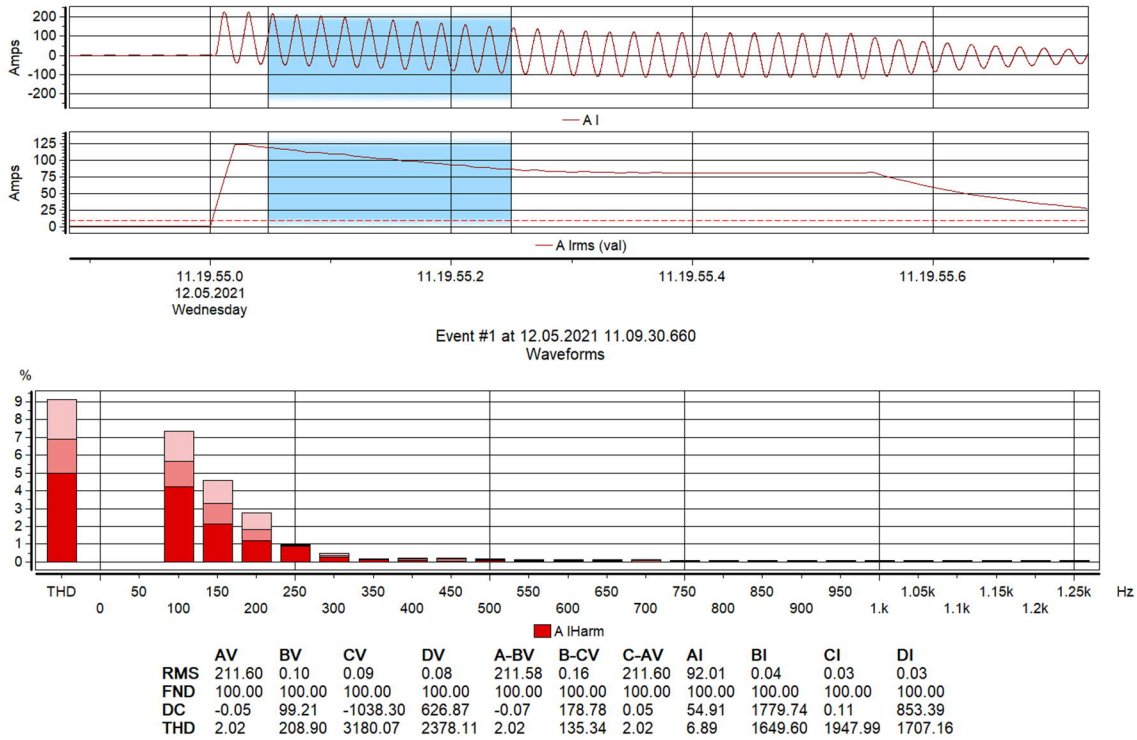 200
100
0
-100
-200
Amps
A I
125
100
75
50
25
0
Amps
A Irms (val)
11.19.55.0 11.19.55.2 11.19.55.4 11.19.55.6
12.05.2021
Wednesday
Event #1 at 12.05.2021 11.09.30.660
Waveforms
%
9
8
7
6
5
4
3
2
1
0
THD 50 150 250 350 450 550 650 750 850 950 1.05k 1.15k 1.25k Hz
0 100 200 300 400 500 600 700 800 900 1.k 1.1k 1.2k
A IHarm
AV BV CV DV A-BV B-CV C-AV AI BI CI DI
RMS 211.60 0.10 0.09 0.08 211.58 0.16 211.60 92.01 0.04 0.03 0.03
FND 100.00 100.00 100.00 100.00 100.00 100.00 100.00 100.00 100.00 100.00 100.00
DC -0.05 99.21 -1038.30 626.87 -0.07 178.78 0.05 54.91 1779.74 0.11 853.39
THD 2.02 208.90 3180.07 2378.11 2.02 135.34 2.02 6.89 1649.60 1947.99 1707.16